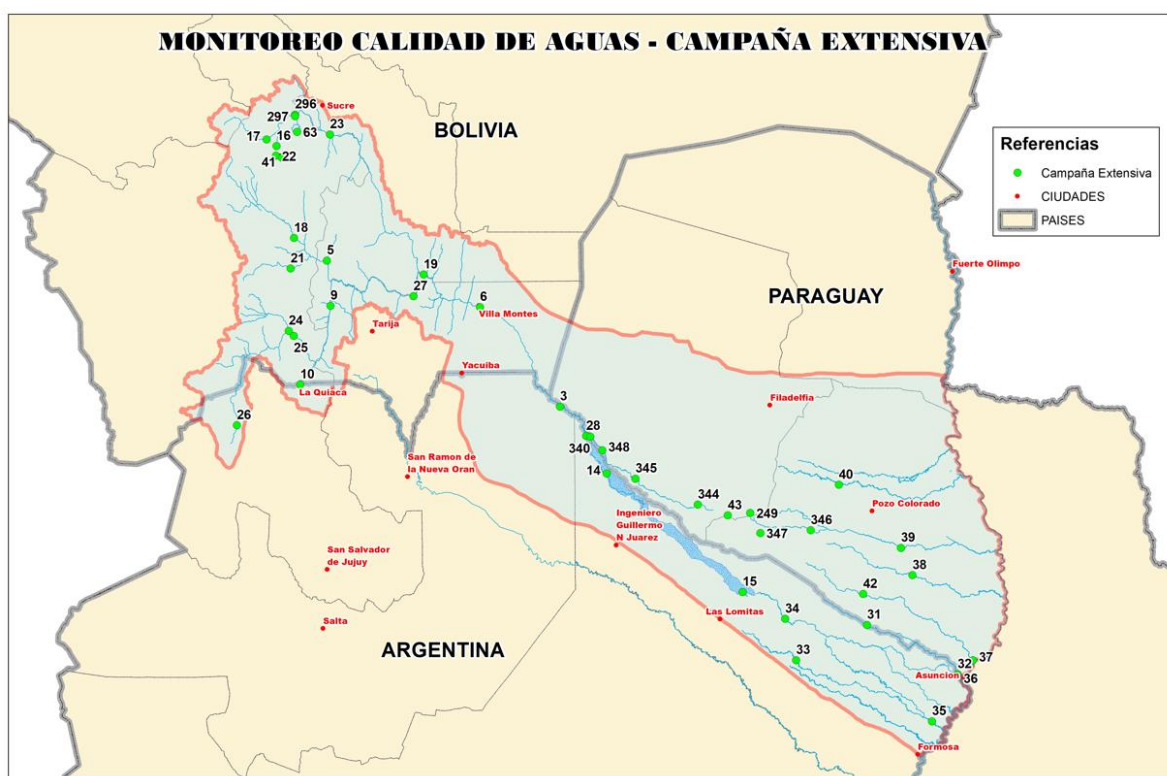 MONITOREO CALIDAD DE AGUAS - CAMPAÑA EXTENSIVA
296
Sucre
297
BOLIVIA
17
16
63
23
41
22
Referencias
Campaña Extensiva
CIUDADES
PAISES
18
5
21
19
27
9
6
Villa Montes
Fuerte Olimpo
PARAGUAY
24
25
Tarija
Yacuiba
10
La Quiaca
26
3
Filadelfia
28
340
348
14
345
San Ramon de
la Nueva Oran
40
344
43
249
346
347
Pozo Colorado
Ingeniero
Guillermo
N Juarez
39
38
San Salvador
de Jujuy
15
42
Las Lomitas
34
31
Salta
ARGENTINA
33
32
37
Asuncion
36
35
Formosa